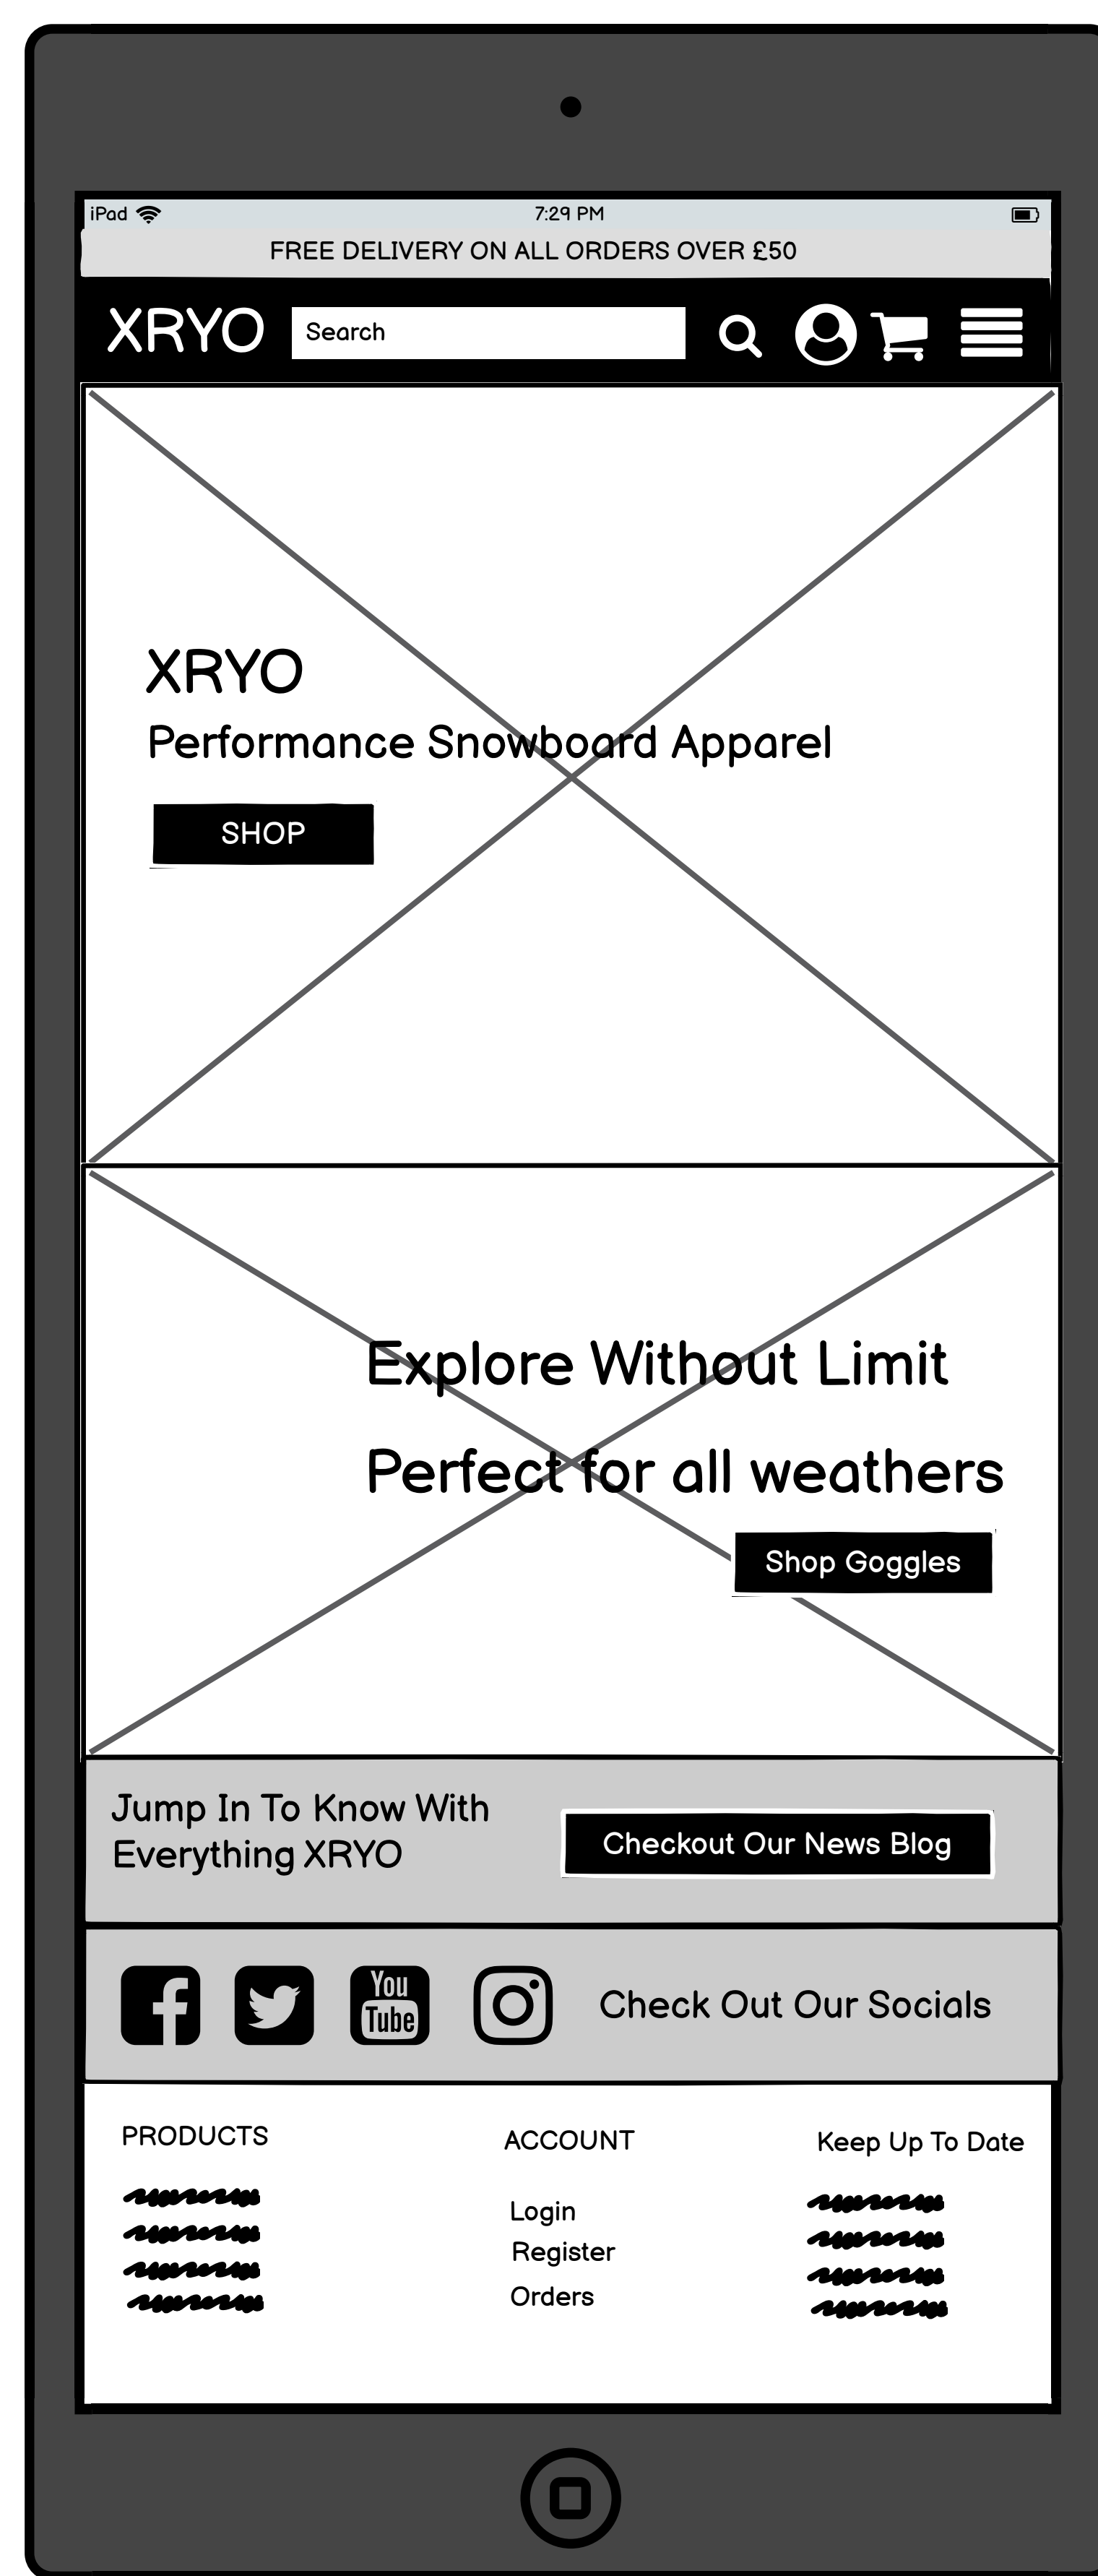 iPad 7:29 PM
FREE DELIVERY ON ALL ORDERS OVER £50
XRYO Search
XRYO
Performance Snowboard Apparel
SHOP
Explore Without Limit
Perfect for all weathers
Shop Goggles
Jump In To Know With
Everything XRYO
Checkout Our News Blog
You
Tube
Check Out Our Socials
PRODUCTS
ACCOUNT
Login
Register
Orders
Keep Up To Date